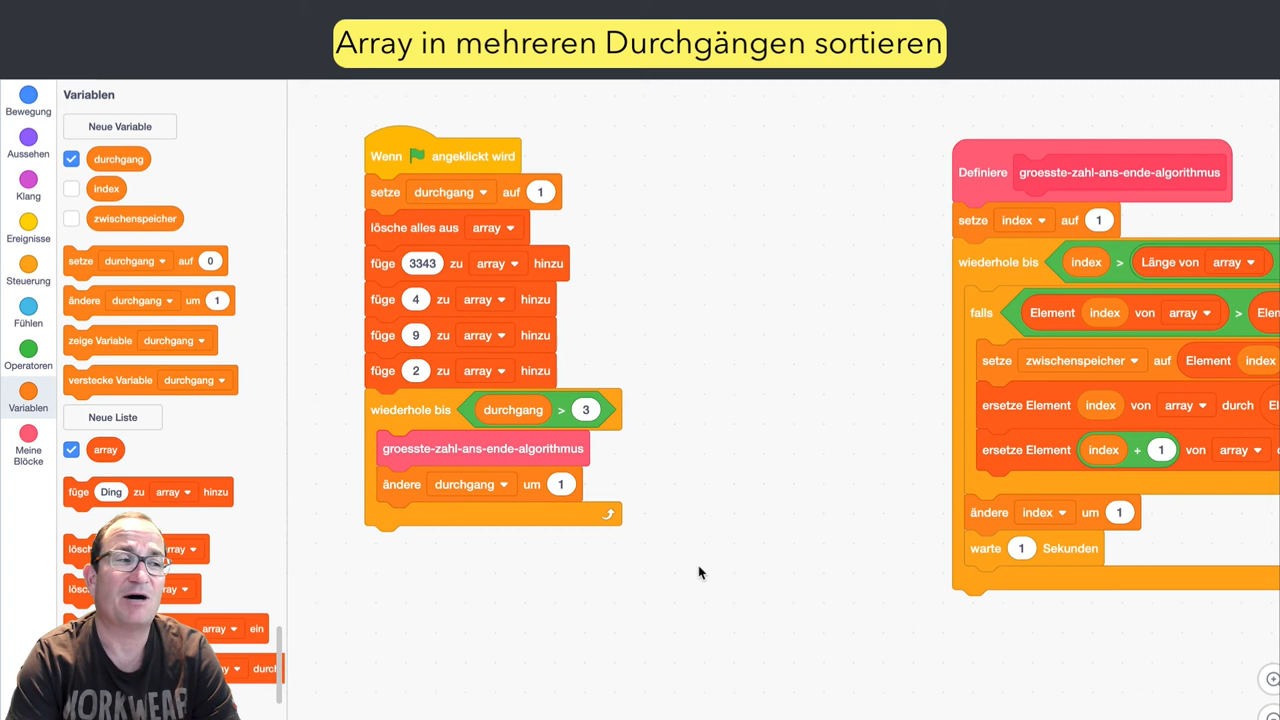 Array in mehreren Durchgängen sortieren
Bewegung
Aussehen
Klang
Ereignisse
Steuerung
Fühlen
Operatoren
Variablen
Meine
Blöcke
Variablen
Neue Variable
durchgang
index
zwischenspeicher
setze durchgang auf 0
ändere durchgang um 1
zeige Variable durchgang
verstecke Variable durchgang
Neue Liste
array
füge Ding zu array hinzu
array ein
Wenn angeklickt wird
setze durchgang auf 1
lösche alles aus array
füge 3343 zu array hinzu
füge 4 zu array hinzu
füge 9 zu array hinzu
füge 2 zu array hinzu
wiederhole bis durchgang > 3
groesste-zahl-ans-ende-algorithmus
ändere durchgang um 1
Definiere groesste-zahl-ans-ende-algorithmus
setze index auf 1
wiederhole bis index > Länge von array
falls Element index von array >
setze zwischenspeicher auf Element index
ersetze Element index von array durch
ersetze Element index + 1 von array
ändere index um 1
warte 1 Sekunden
WORKWEAR